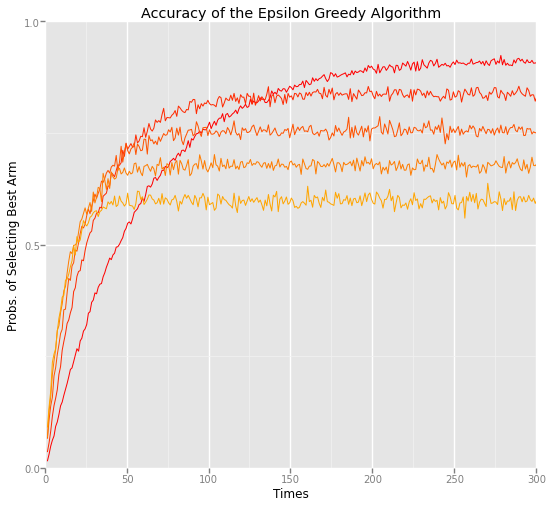 Accuracy of the Epsilon Greedy Algorithm
1.0
Probs. of Selecting Best Arm
0.5
0.0
0 50 100 150 200 250 300
Times